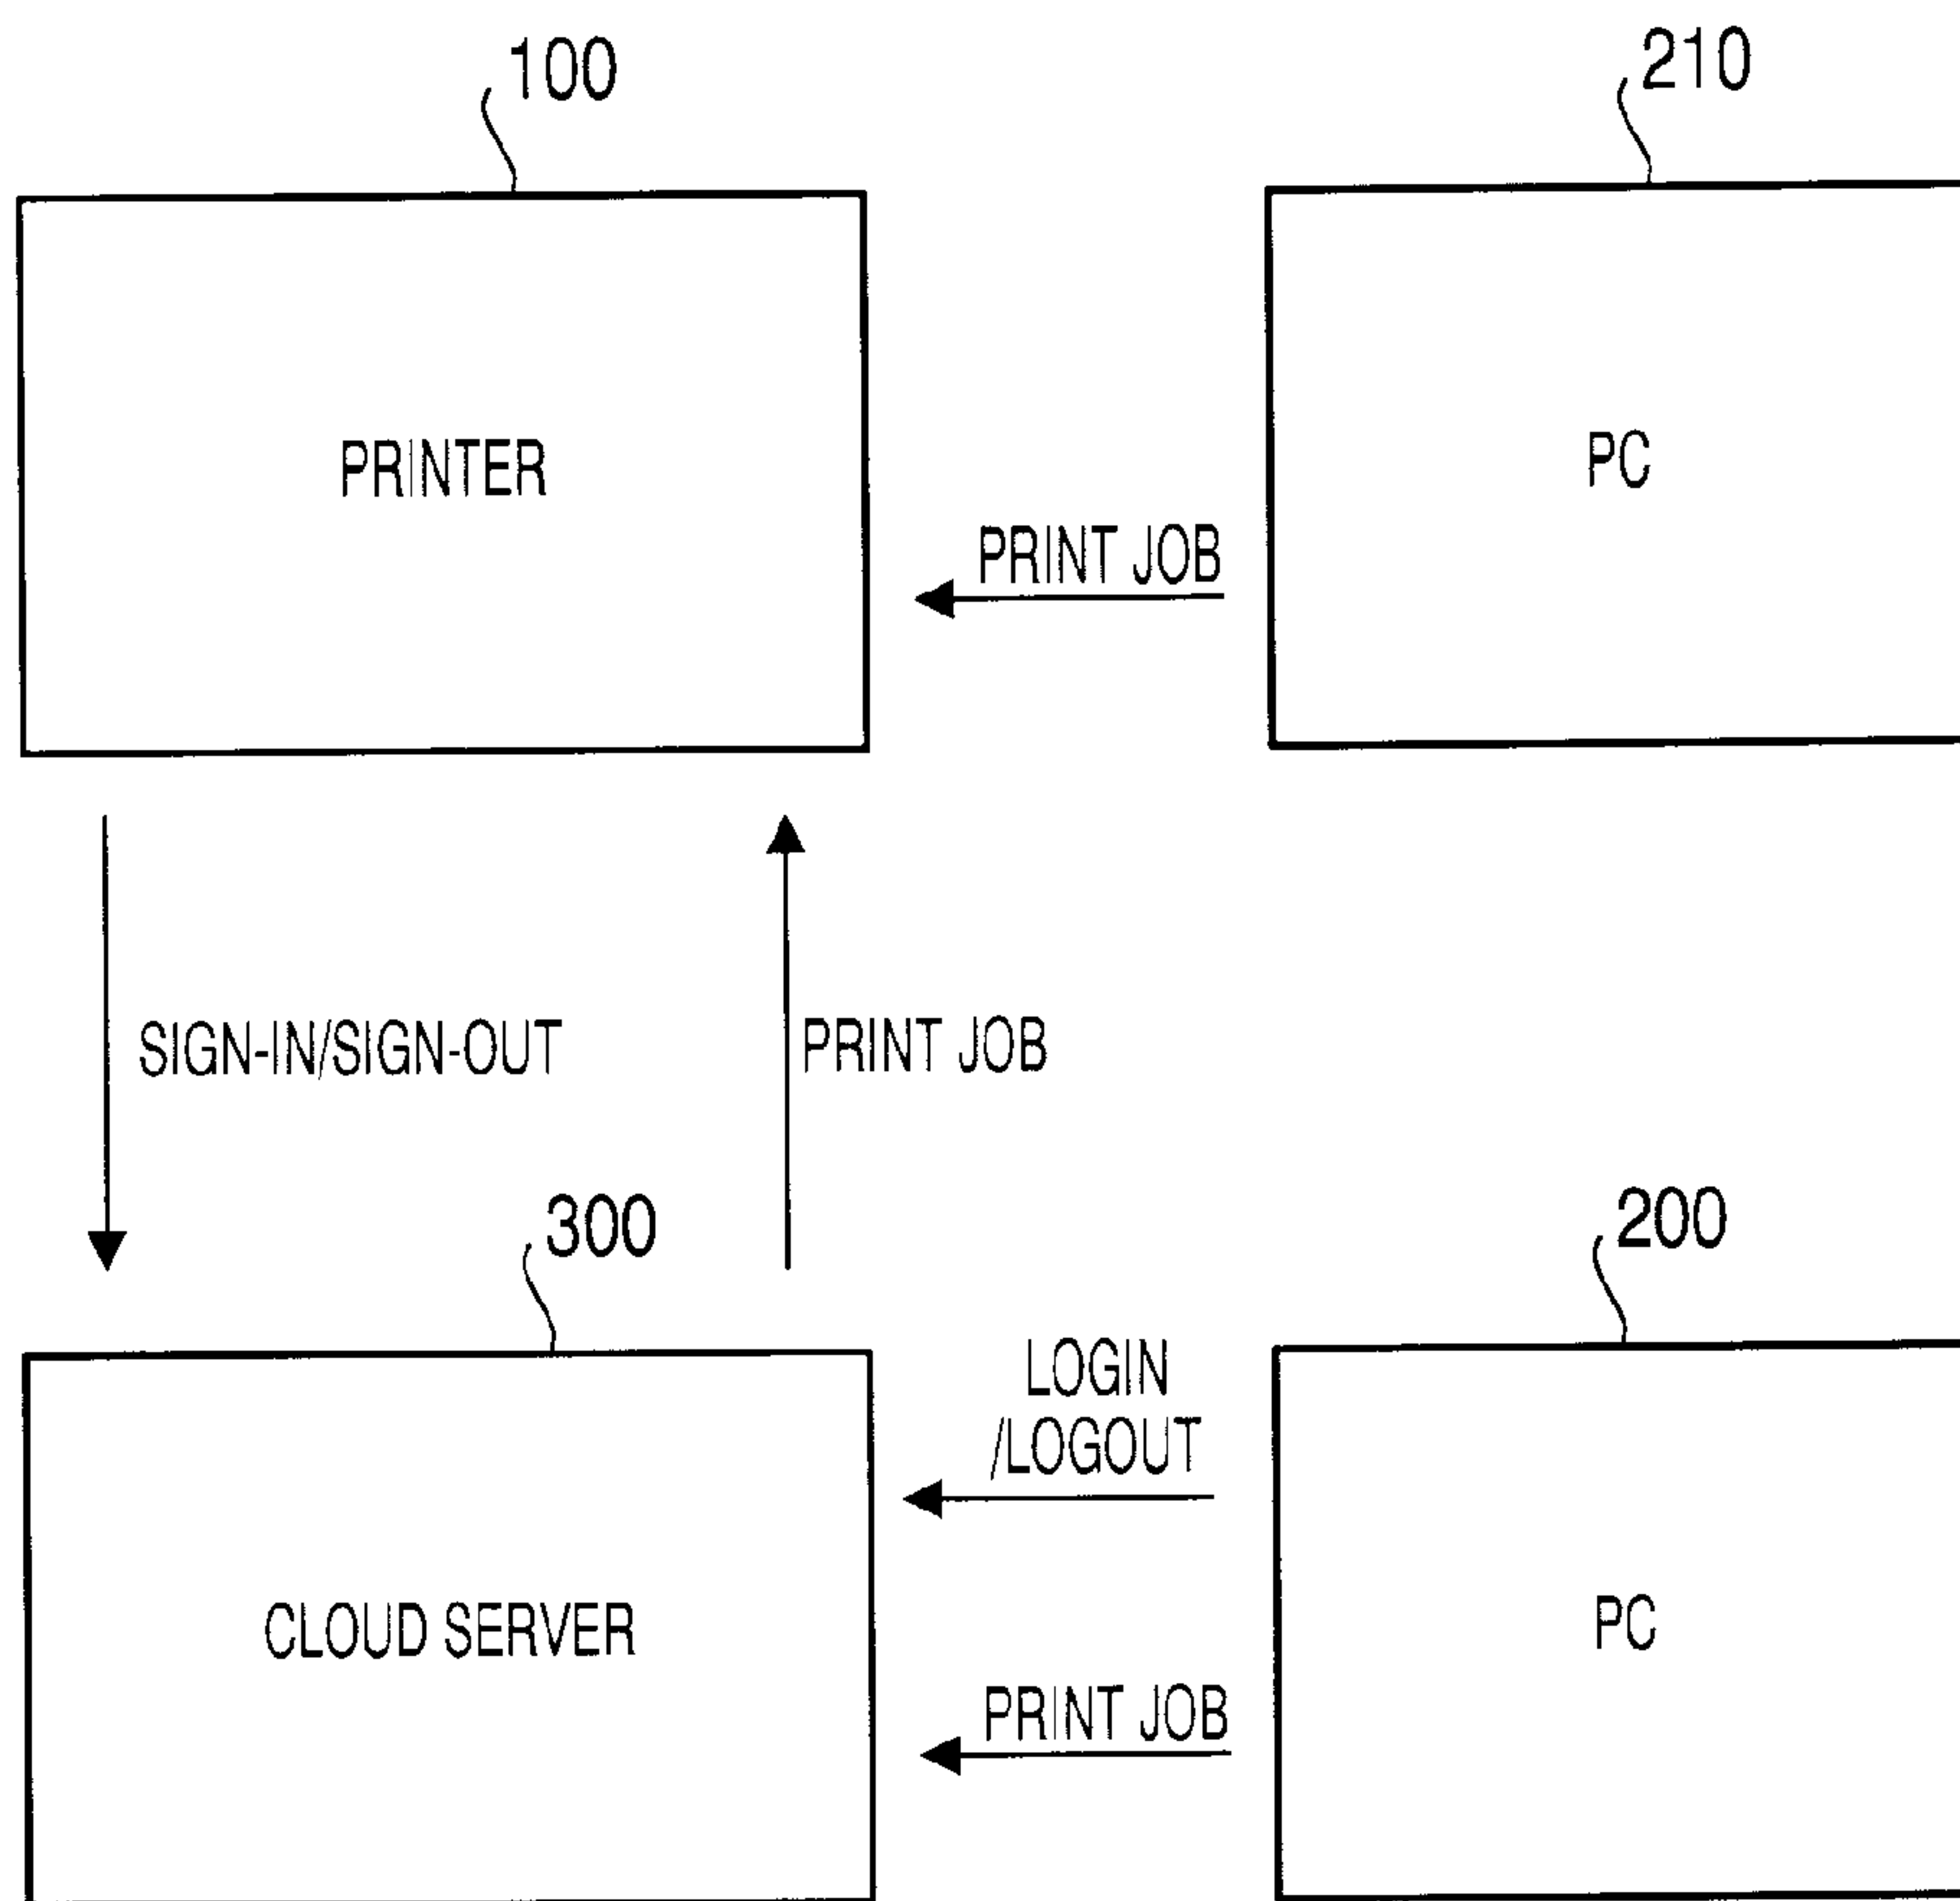 100
210
PRINTER
PC
PRINT JOB
SIGN-IN/SIGN-OUT
PRINT JOB
300
200
LOGIN
/LOGOUT
CLOUD SERVER
PC
PRINT JOB